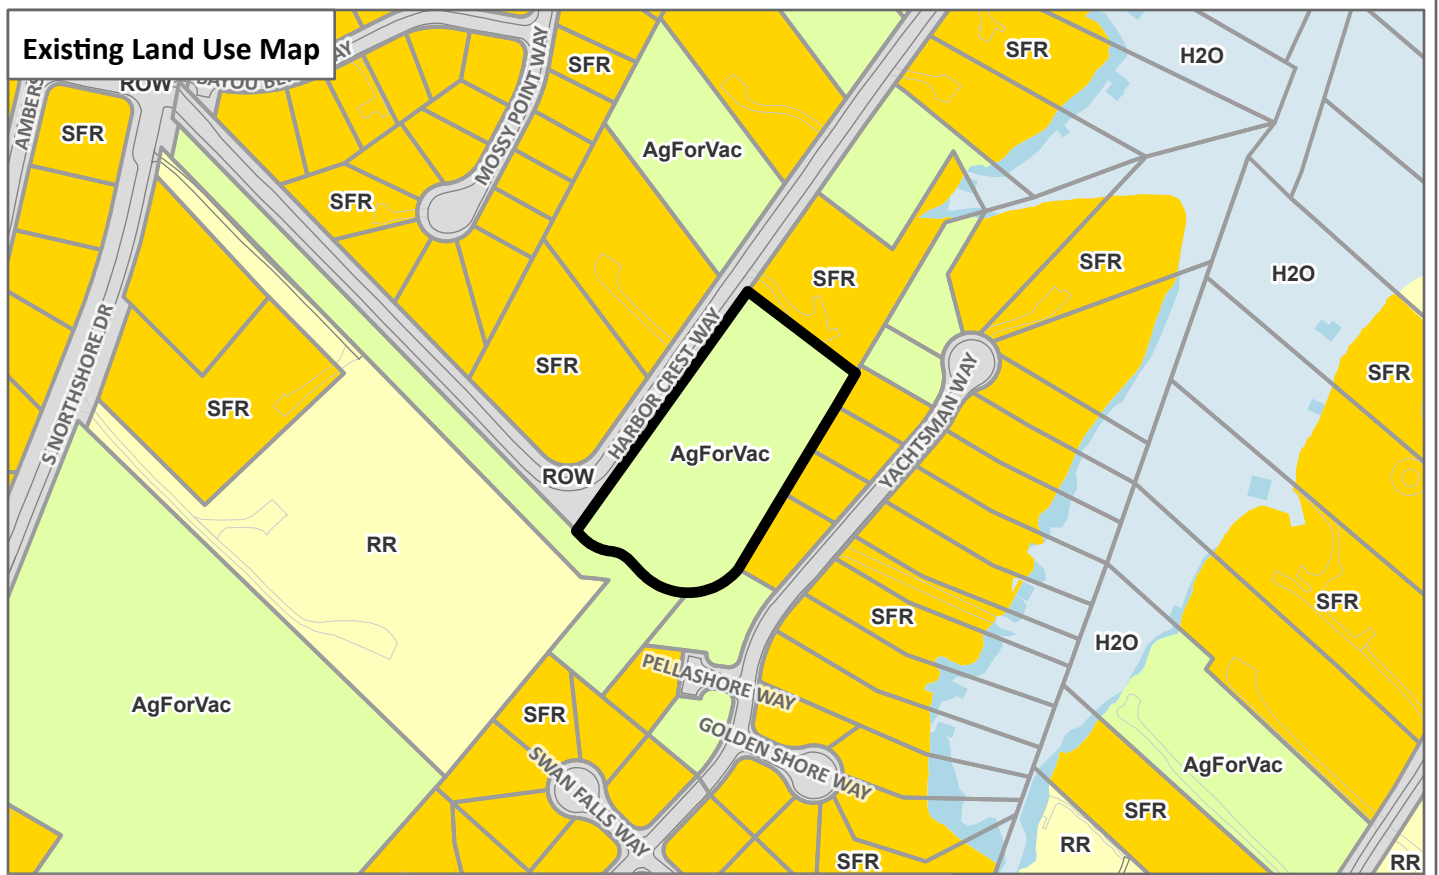 Existing Land Use Map
SFR
H2O
ROW
MOSSY POINT WAY
SFR
SFR
AgForVac
SFR
SFR
SFR
H2O
S NORTHSHORE DR
SFR
SFR
HARBOR CREST WAY
YACHTSMAN WAY
SFR
AgForVac
ROW
RR
SFR
SFR
H2O
AgForVac
PELLASHORE WAY
SFR
GOLDEN SHORE WAY
AgForVac
SWAN FALLS WAY
SFR
RR
SFR
RR